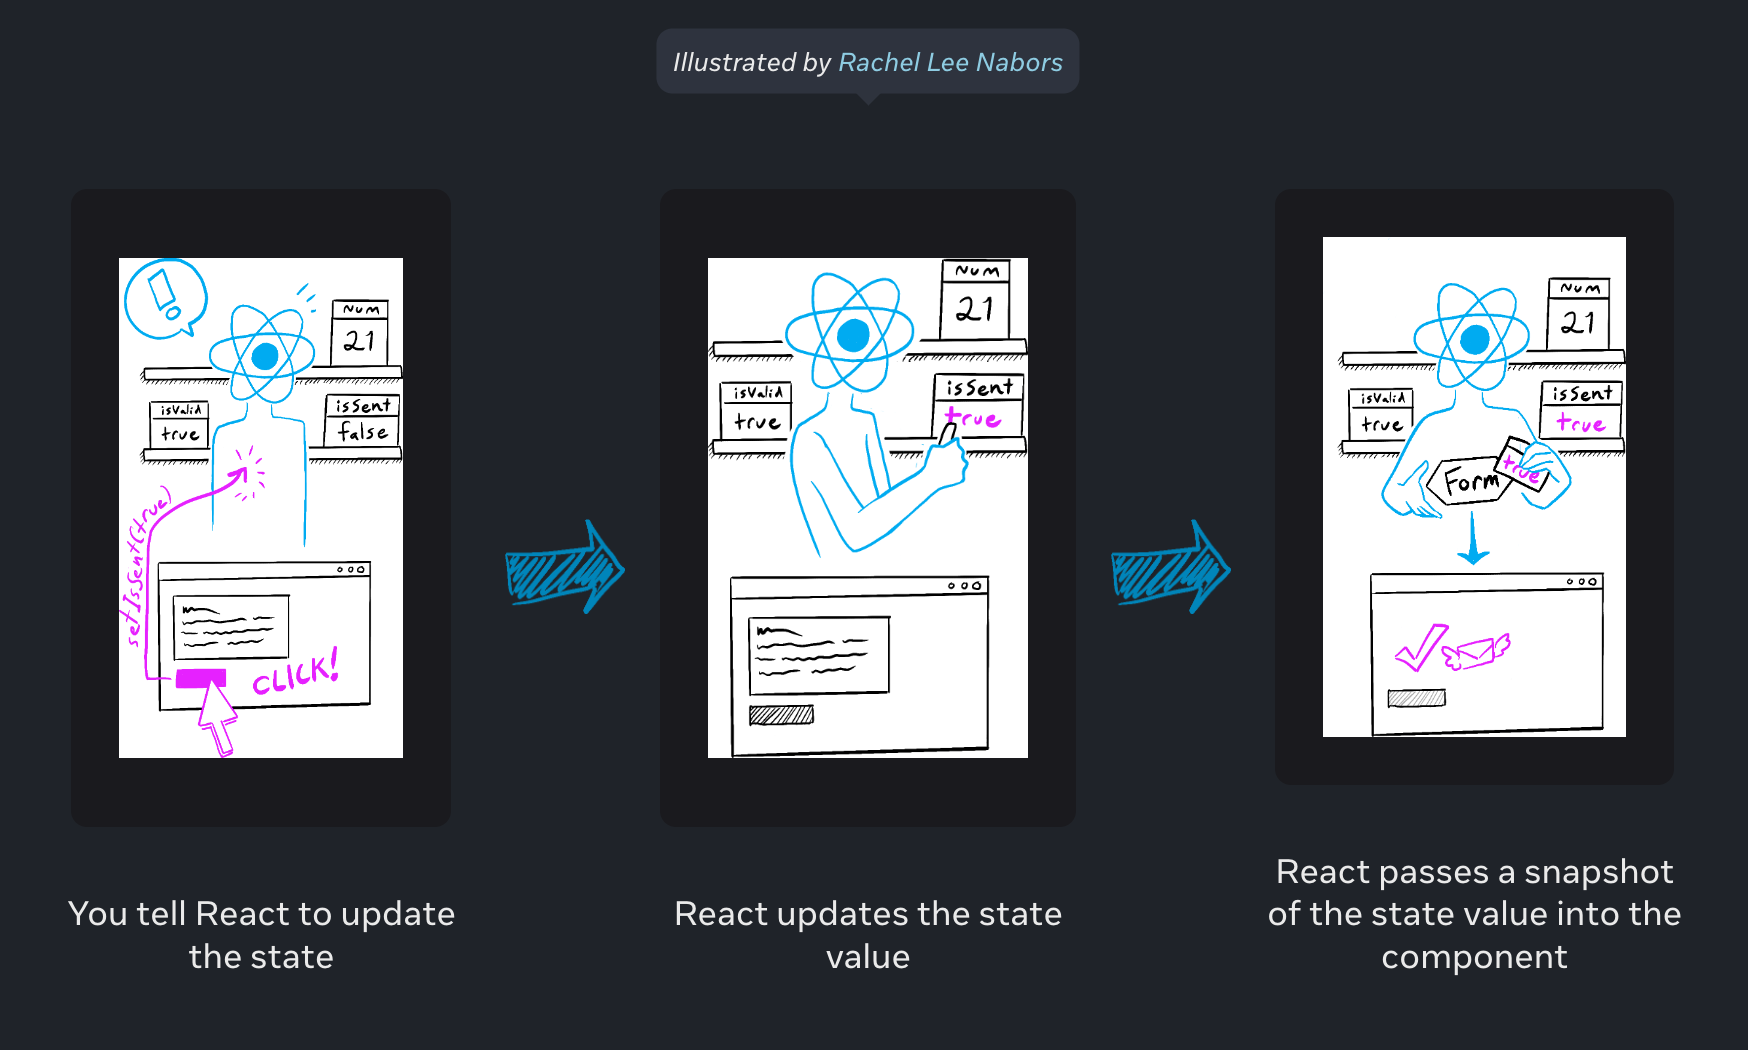 Illustrated by Rachel Lee Nabors
!
Num
21
isValid
true
isSent
false
setIsSent(true)
CLICK!
You tell React to update
the state
Num
21
isValid
true
isSent
true
React updates the state
value
Num
21
isValid
true
isSent
true
Form
true
React passes a snapshot
of the state value into the
component